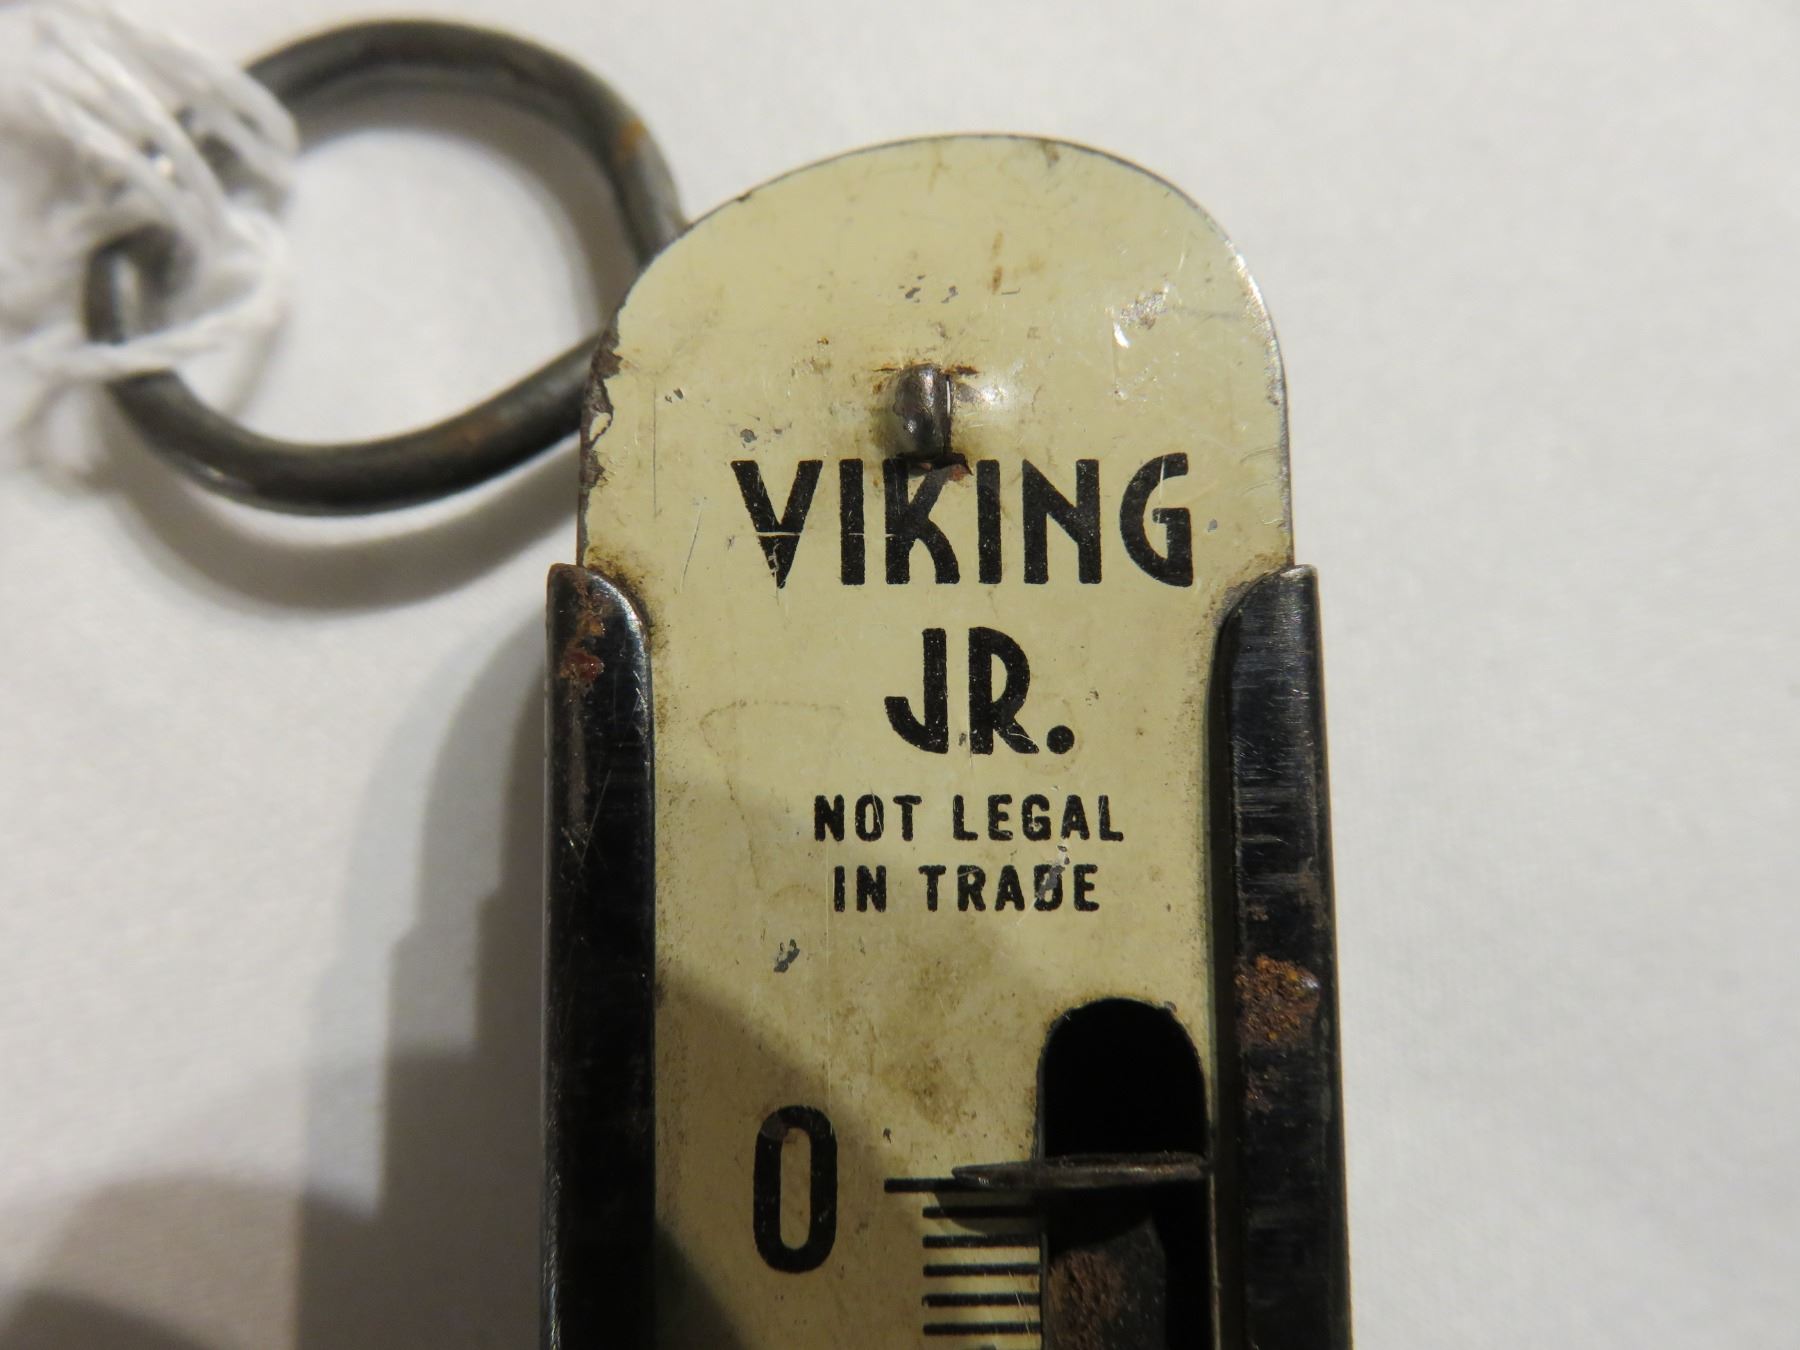 VIKING
JR.
NOT LEGAL
IN TRADE
0